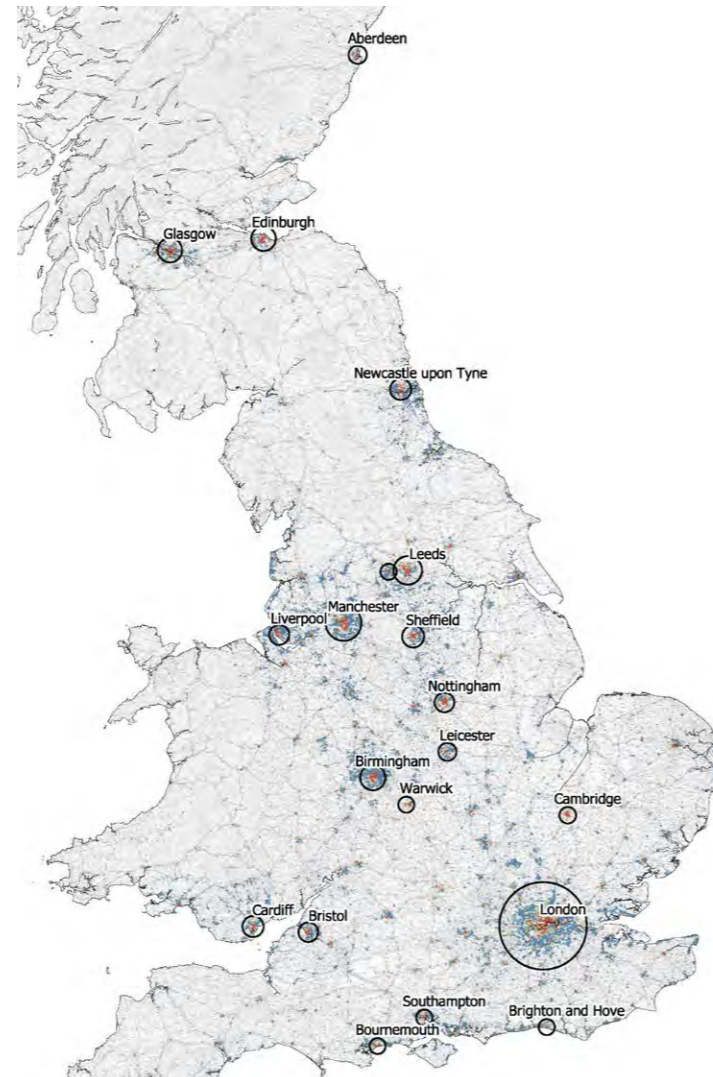 Aberdeen
Edinburgh
Glasgow
Newcastle upon Tyne
Leeds
Manchester
Liverpool
Sheffield
Nottingham
Leicester
Birmingham
Warwick
Cambridge
London
Cardiff
Bristol
Southampton
Brighton and Hove
Bournemouth